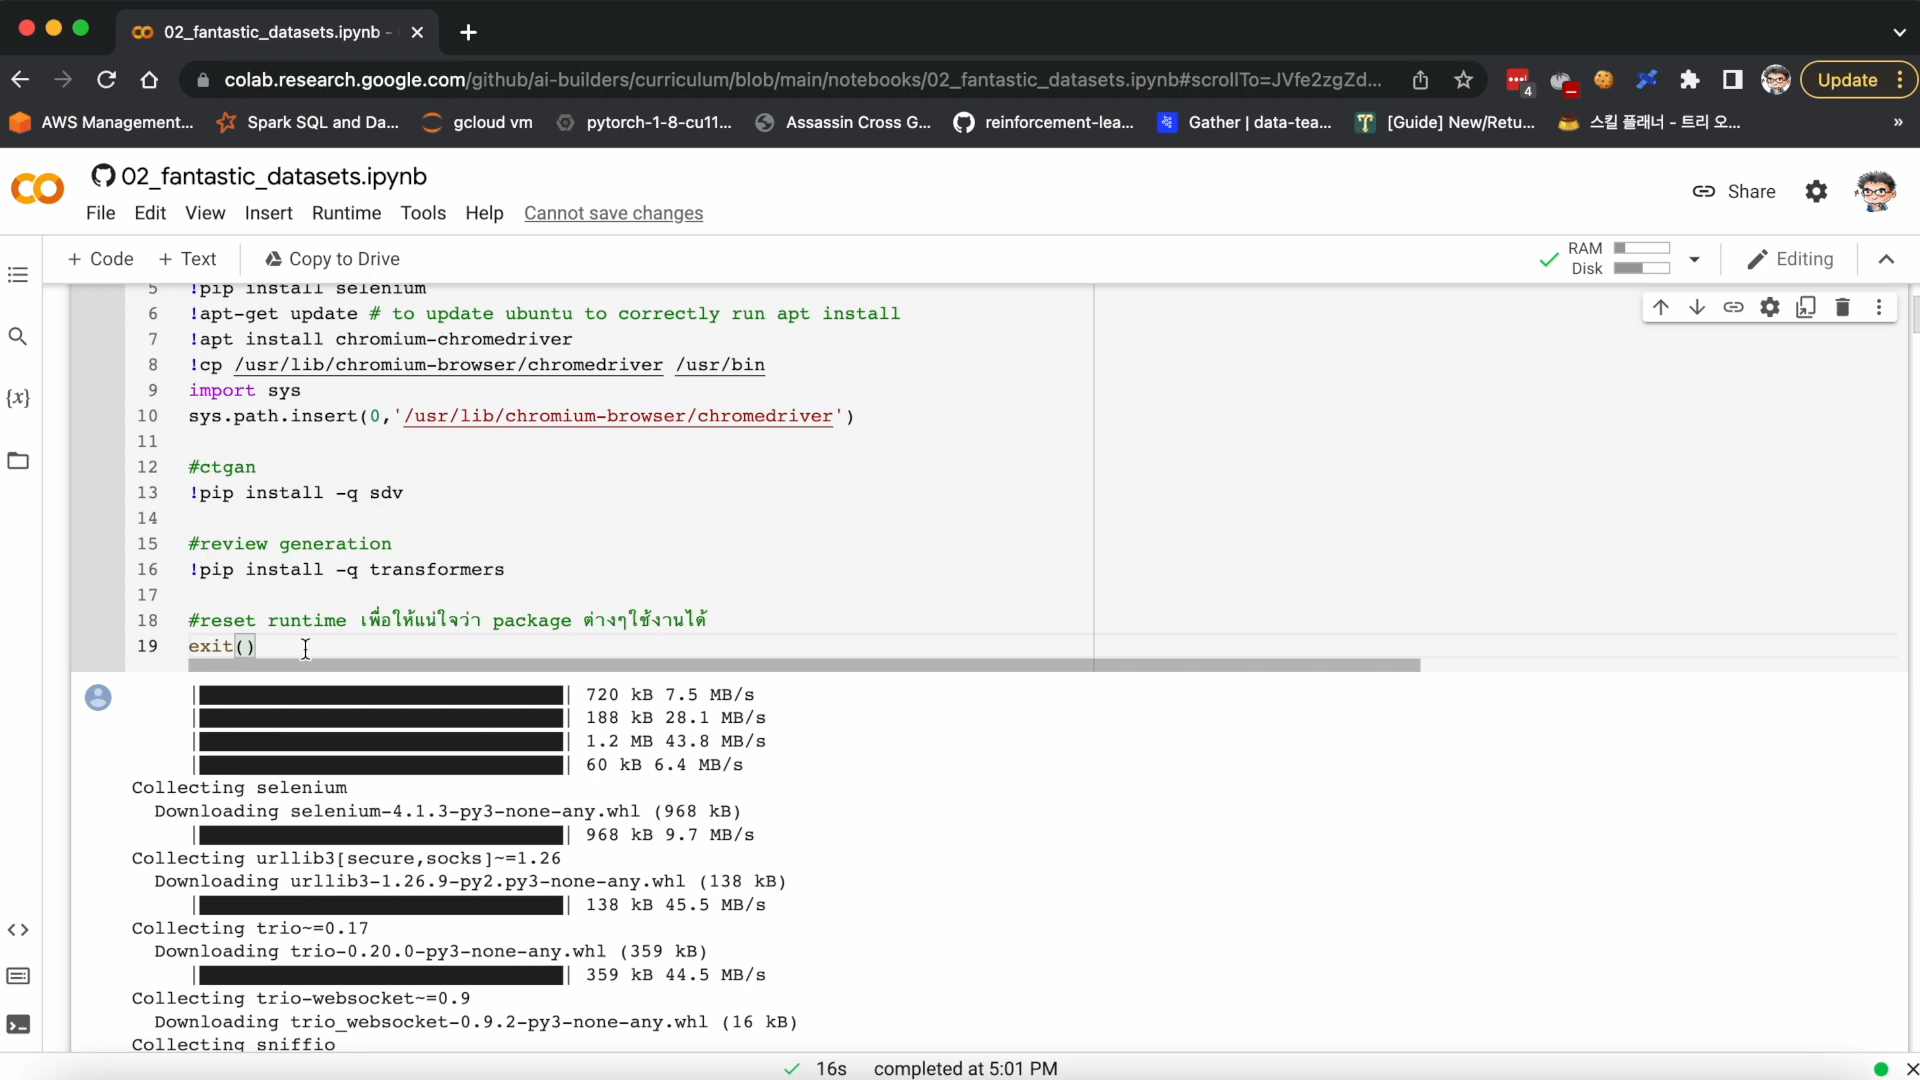 02_fantastic_datasets.ipynb -
colab.research.google.com/github/ai-builders/curriculum/blob/main/notebooks/02_fantastic_datasets.ipynb#scrollTo=JVfe2zgZd...
4
Update
AWS Management...
Spark SQL and Da...
gcloud vm
pytorch-1-8-cu11...
Assassin Cross G...
reinforcement-lea...
Gather | data-tea...
[Guide] New/Retu...
스킬 플래너 - 트리 오...
»
02_fantastic_datasets.ipynb
File Edit View Insert Runtime Tools Help Cannot save changes
Share
+ Code + Text Copy to Drive
RAM
Disk
Editing
5 !pip install selenium
6 !apt-get update # to update ubuntu to correctly run apt install
7 !apt install chromium-chromedriver
8 !cp /usr/lib/chromium-browser/chromedriver /usr/bin
9 import sys
10 sys.path.insert(0,'/usr/lib/chromium-browser/chromedriver')
11
12 #ctgan
13 !pip install -q sdv
14
15 #review generation
16 !pip install -q transformers
17
18 #reset runtime เพื่อให้แน่ใจว่า package ต่างๆใช้งานได้
19 exit()
| 720 kB 7.5 MB/s
| 188 kB 28.1 MB/s
| 1.2 MB 43.8 MB/s
| 60 kB 6.4 MB/s
Collecting selenium
Downloading selenium-4.1.3-py3-none-any.whl (968 kB)
| 968 kB 9.7 MB/s
Collecting urllib3[secure,socks]~=1.26
Downloading urllib3-1.26.9-py2.py3-none-any.whl (138 kB)
| 138 kB 45.5 MB/s
Collecting trio~=0.17
Downloading trio-0.20.0-py3-none-any.whl (359 kB)
| 359 kB 44.5 MB/s
Collecting trio-websocket~=0.9
Downloading trio_websocket-0.9.2-py3-none-any.whl (16 kB)
Collecting sniffio
16s completed at 5:01 PM